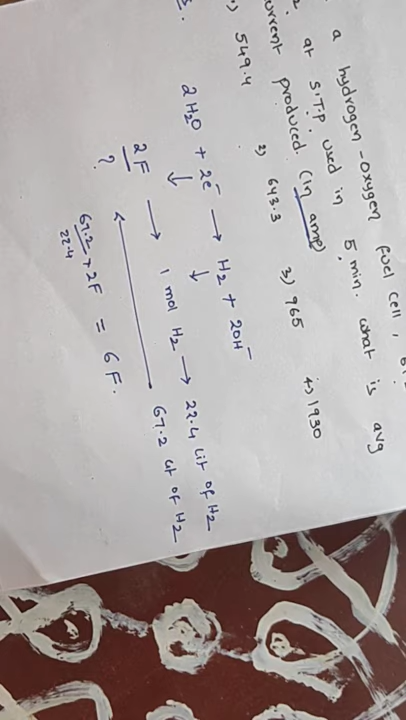 a hydrogen-oxygen fuel cell,
at S.T.P. used in 5 min. what is avg
current produced. (in amp)
1) 549.4 2) 643.3 3) 965 4) 1930
2H₂O + 2e⁻ → H₂ + 2OH⁻
↓ ↓
2F → 1 mol H₂ → 22.4 lit of H₂
? ← 67.2 lit of H₂
67.2/22.4 × 2F = 6F.